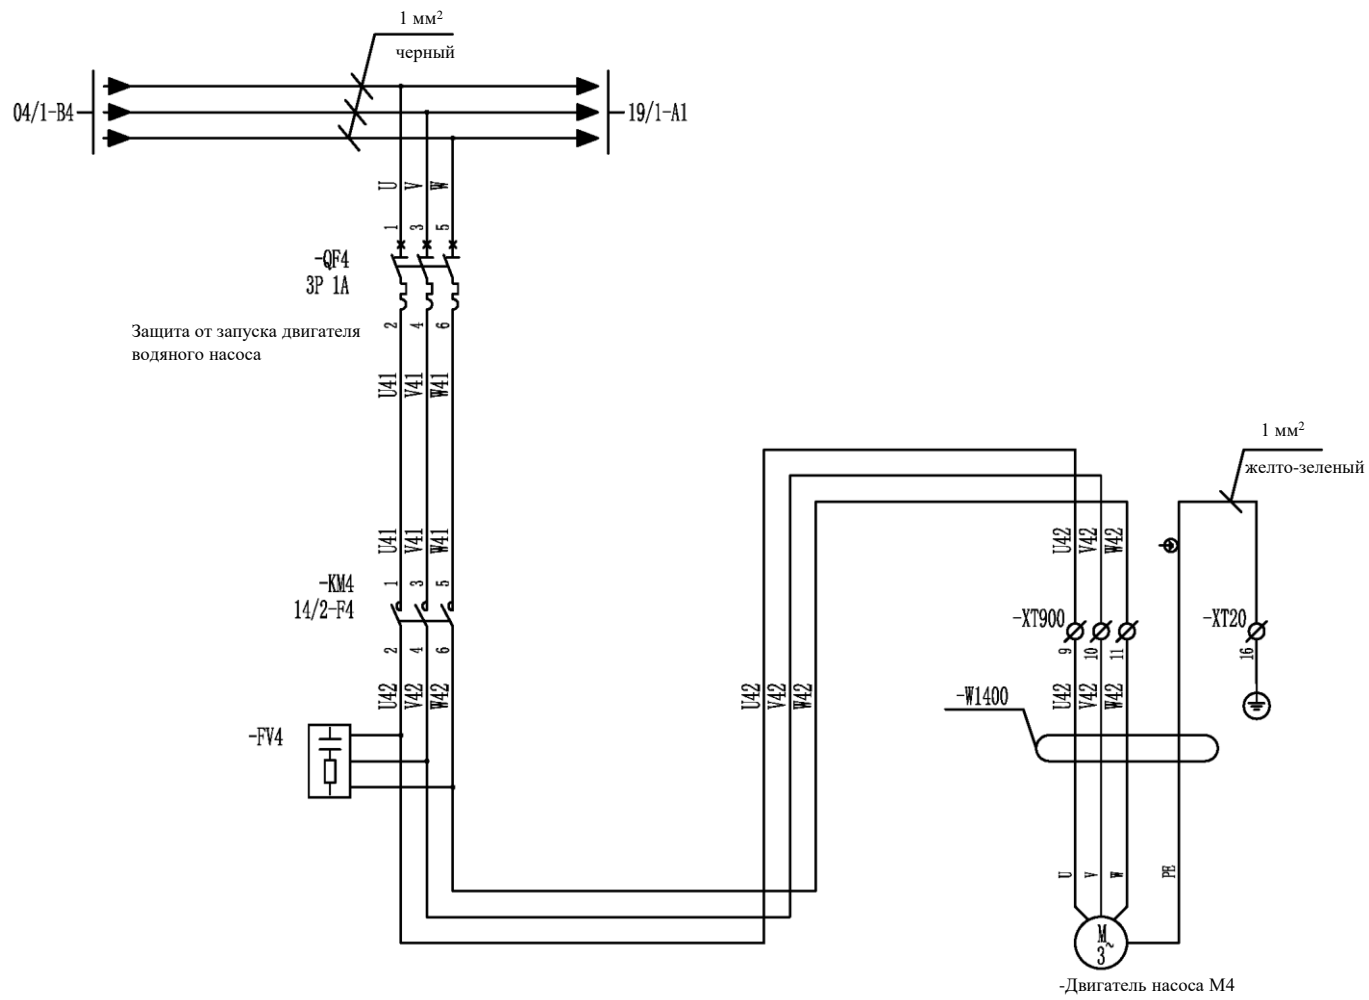 1 мм²
черный
04/1-B4
19/1-A1
U V W
1 3 5
-QF4
3P 1A
2 4 6
Защита от запуска двигателя
водяного насоса
U41 V41 W41
1 мм²
желто-зеленый
U41 V41 W41
U42 V42 W42
-KM4
1 3 5
14/2-F4
-XT900
-XT20
2 4 6
9 10 11
16
U42 V42 W42
U42 V42 W42
U42 V42 W42
-W1400
-FV4
U V W PE
M
3~
-Двигатель насоса М4